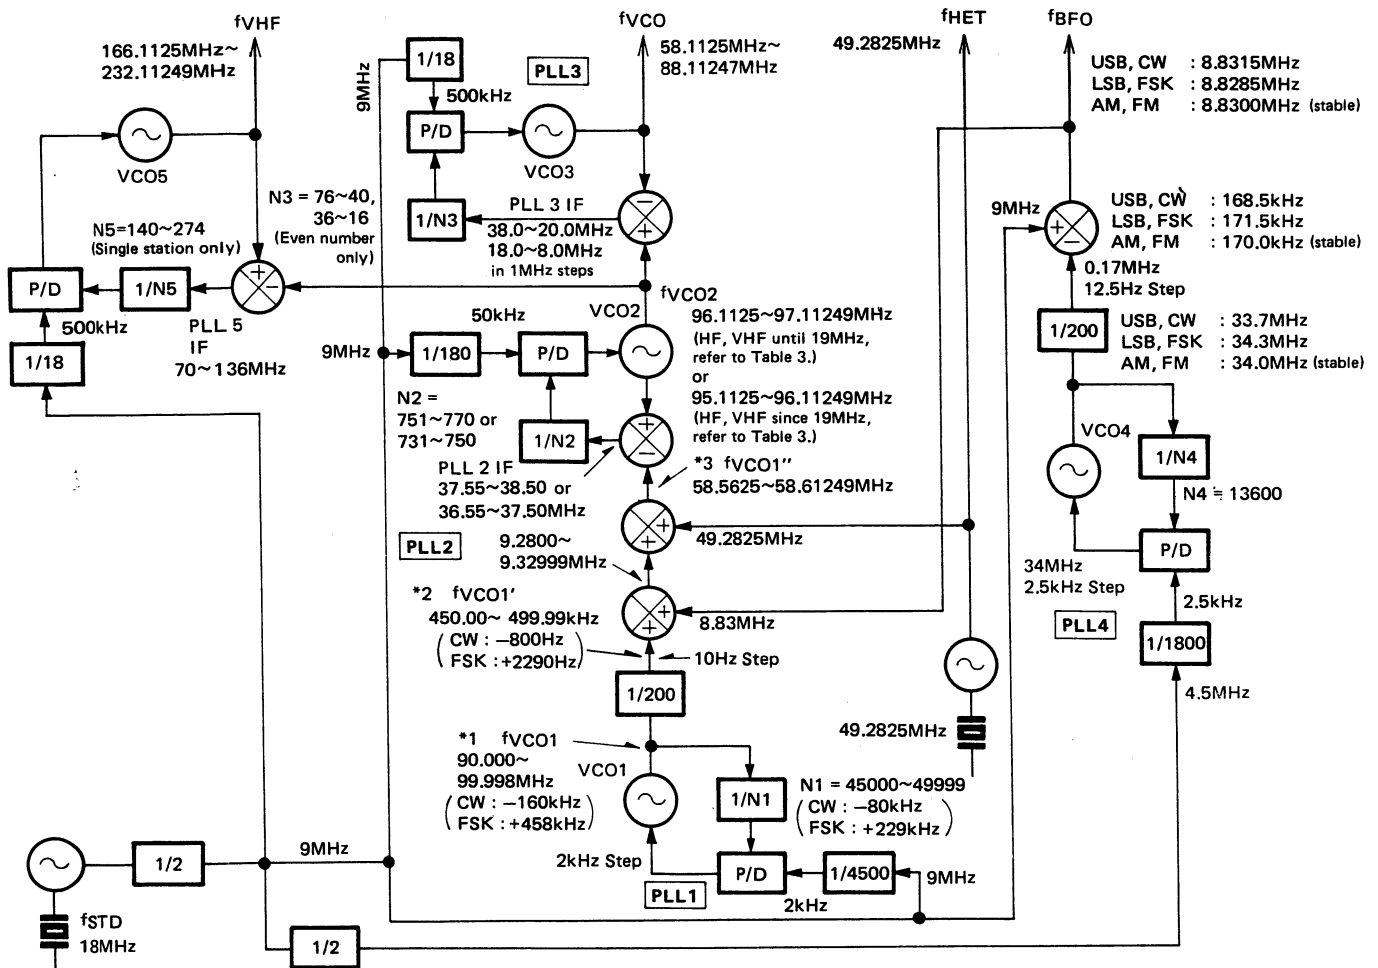 fVHF
166.1125MHz~
232.11249MHz
VCO5
N5=140~274
(Single station only)
P/D
1/N5
500kHz
PLL 5
IF
70~136MHz
1/18
+
−
9MHz
1/18
PLL3
500kHz
P/D
VCO3
N3 = 76~40,
36~16
(Even number
only)
1/N3
PLL 3 IF
38.0~20.0MHz
18.0~8.0MHz
in 1MHz steps
−
+
fVCO
58.1125MHz~
88.11247MHz
fHET
49.2825MHz
fBFO
USB, CW : 8.8315MHz
LSB, FSK : 8.8285MHz
AM, FM : 8.8300MHz (stable)
9MHz
+
−
USB, CW : 168.5kHz
LSB, FSK : 171.5kHz
AM, FM : 170.0kHz (stable)
0.17MHz
12.5Hz Step
1/200
USB, CW : 33.7MHz
LSB, FSK : 34.3MHz
AM, FM : 34.0MHz (stable)
VCO4
1/N4
N4 = 13600
P/D
34MHz
2.5kHz Step
2.5kHz
PLL4
1/1800
4.5MHz
9MHz
1/180
50kHz
P/D
VCO2
fVCO2
96.1125~97.11249MHz
(HF, VHF until 19MHz,
refer to Table 3.)
or
95.1125~96.11249MHz
(HF, VHF since 19MHz,
refer to Table 3.)
N2 =
751~770 or
731~750
1/N2
+
−
PLL 2 IF
37.55~38.50 or
36.55~37.50MHz
*3 fVCO1''
58.5625~58.61249MHz
PLL2
+
+
49.2825MHz
9.2800~
9.32999MHz
*2 fVCO1'
450.00~ 499.99kHz
(CW : −800Hz
FSK : +2290Hz)
+
+
8.83MHz
10Hz Step
1/200
*1 fVCO1
90.000~
99.998MHz
(CW : −160kHz
FSK : +458kHz)
VCO1
1/N1
N1 = 45000~49999
(CW : −80kHz
FSK : +229kHz)
49.2825MHz
2kHz Step
PLL1
P/D
2kHz
1/4500
9MHz
1/2
9MHz
fSTD
18MHz
1/2